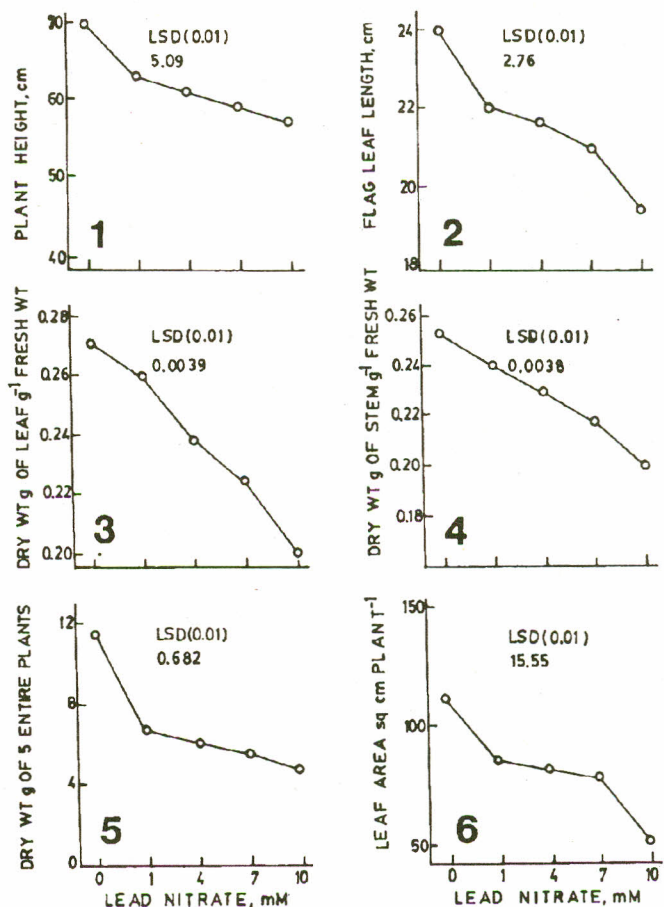 PLANT HEIGHT, cm
60
50
40
LSD(0.01)
5.09
1
FLAG LEAF LENGTH, cm
24
22
20
18
LSD(0.01)
2.76
2
DRY WT g OF LEAF g-1 FRESH WT
0.28
0.26
0.24
0.22
0.20
LSD(0.01)
0.0039
3
DRY WT g OF STEM g-1 FRESH WT
0.26
0.24
0.22
0.20
0.18
LSD(0.01)
0.0038
4
DRY WT g OF 5 ENTIRE PLANTS
12
8
4
0
LSD(0.01)
0.682
5
0 1 4 7 10
LEAD NITRATE, mM
LEAF AREA sq cm PLANT-1
150
100
50
LSD(0.01)
15.55
6
0 1 4 7 10
LEAD NITRATE, mM